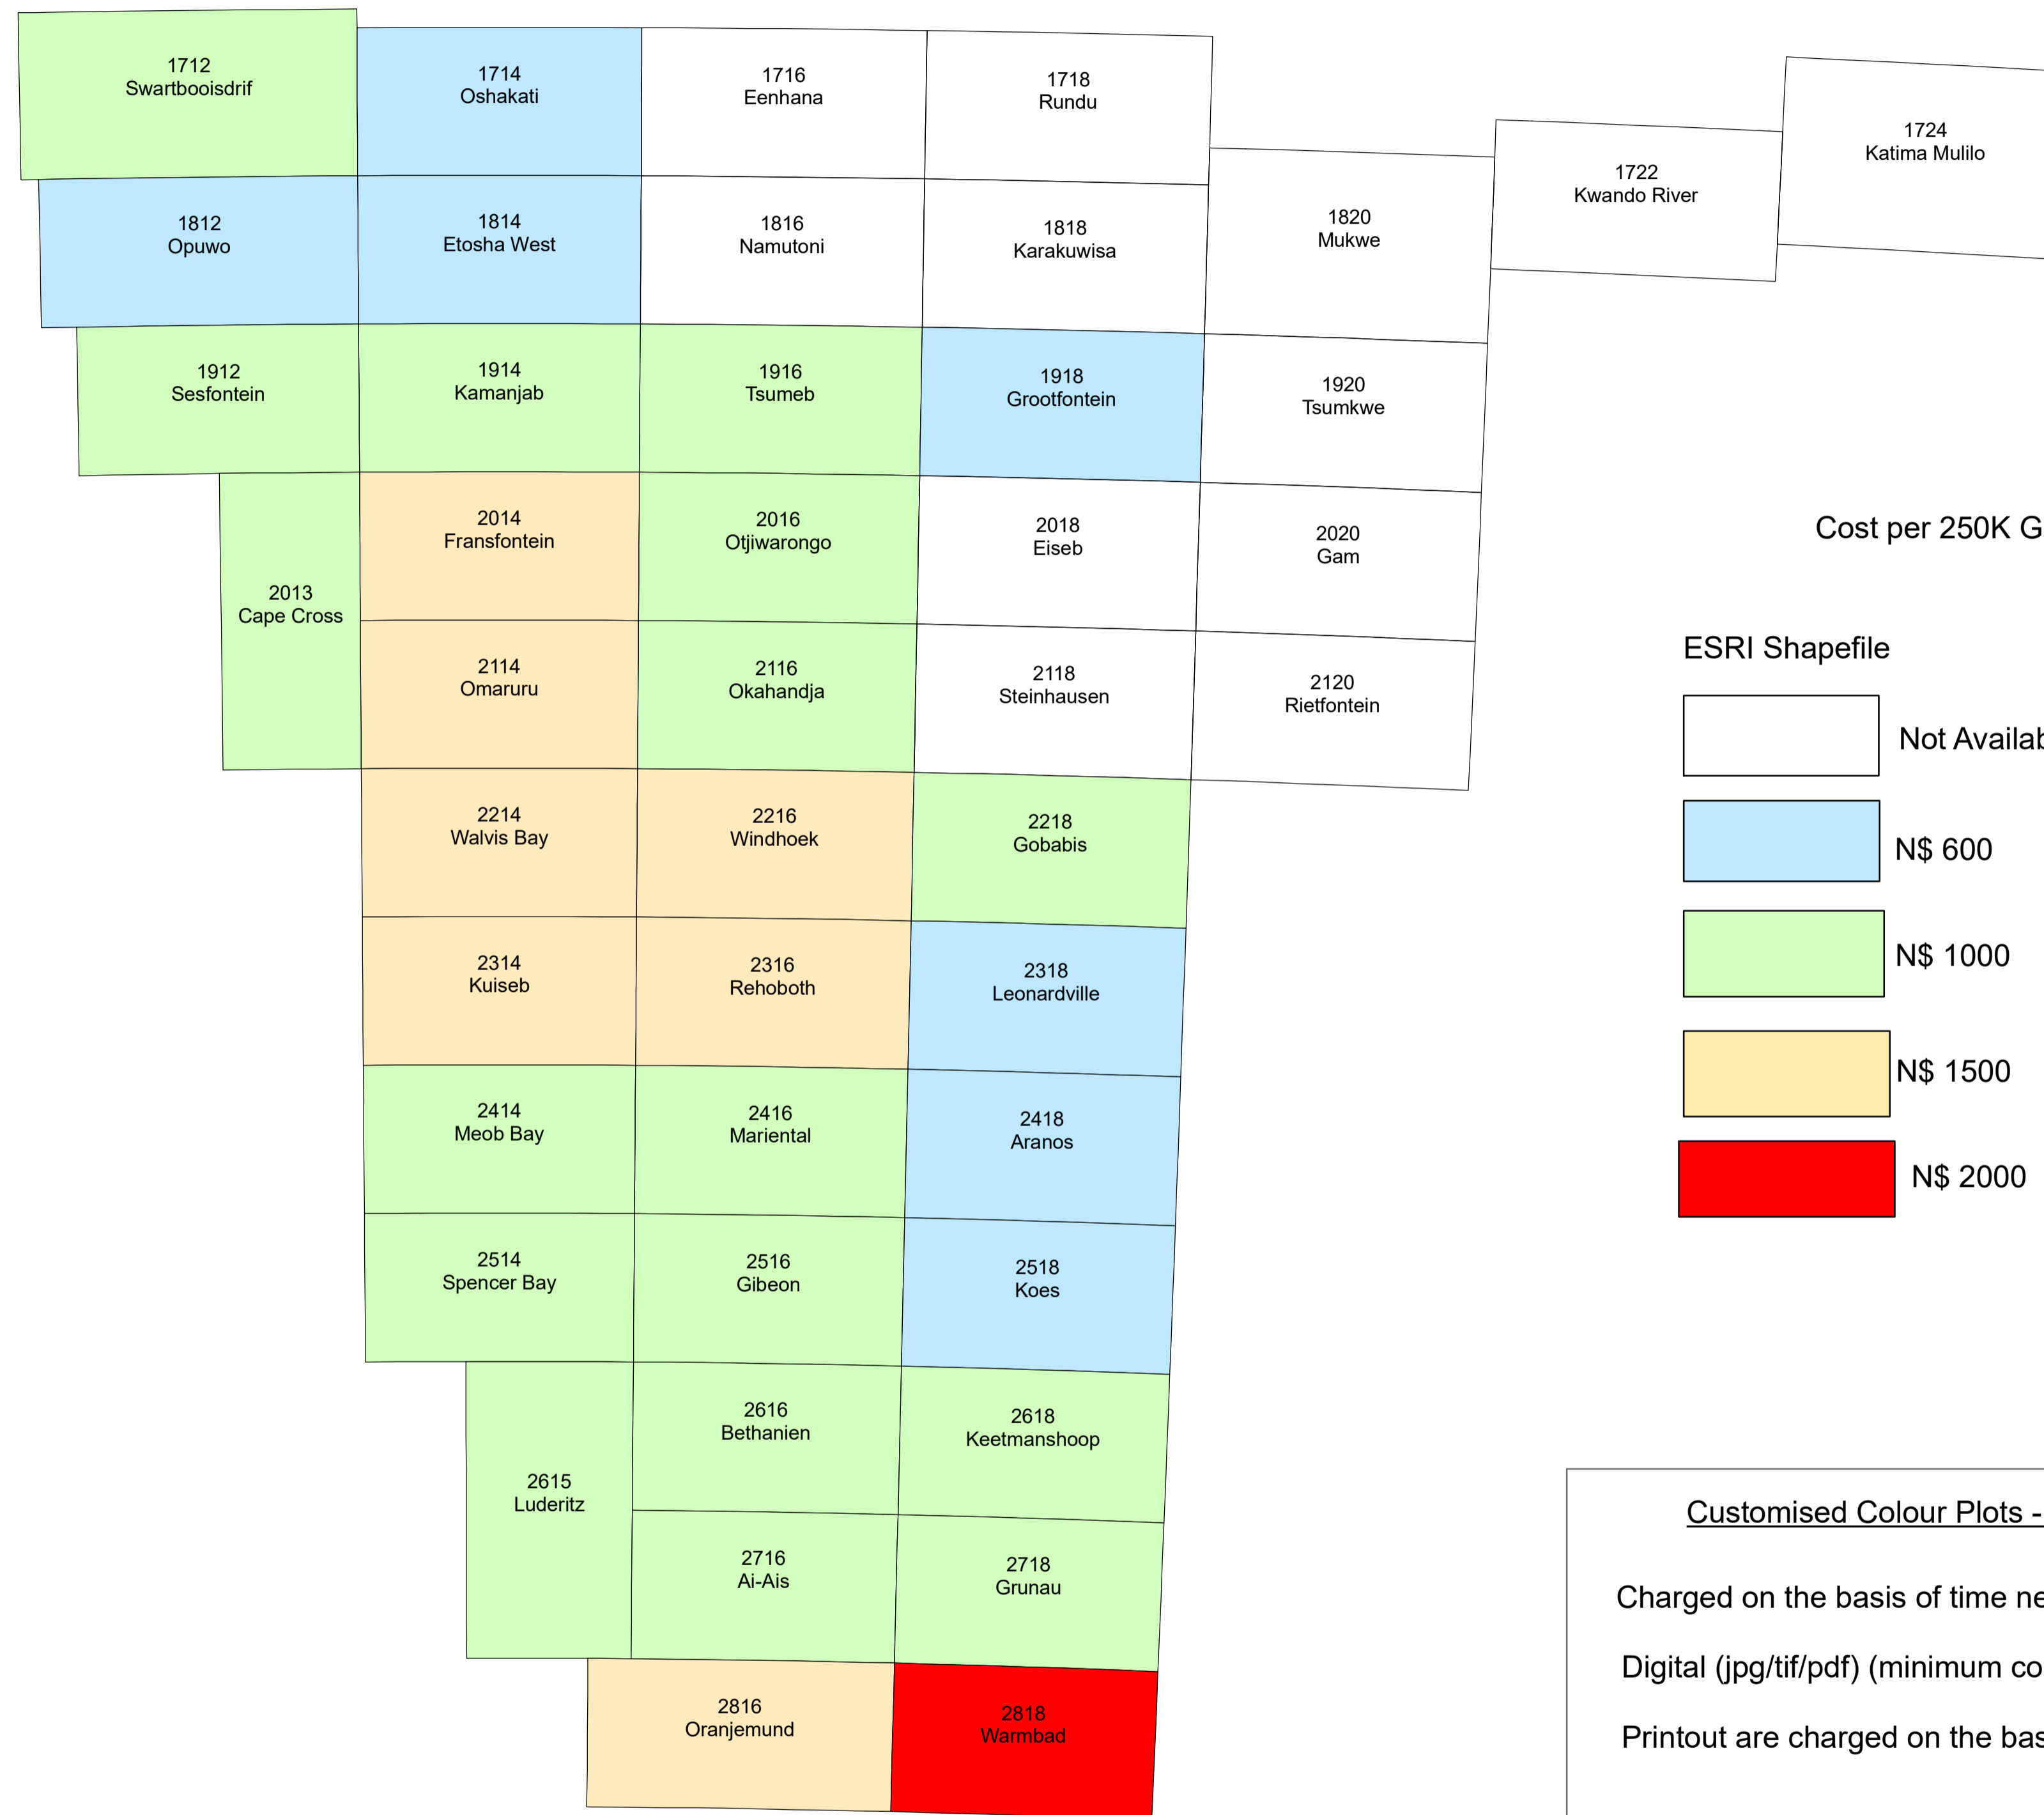 1712
Swartbooisdrif
1714
Oshakati
1716
Eenhana
1718
Rundu
1722
Kwando River
1724
Katima Mulilo
1812
Opuwo
1814
Etosha West
1816
Namutoni
1818
Karakuwisa
1820
Mukwe
1912
Sesfontein
1914
Kamanjab
1916
Tsumeb
1918
Grootfontein
1920
Tsumkwe
2013
Cape Cross
2014
Fransfontein
2016
Otjiwarongo
2018
Eiseb
2020
Gam
2114
Omaruru
2116
Okahandja
2118
Steinhausen
2120
Rietfontein
2214
Walvis Bay
2216
Windhoek
2218
Gobabis
2314
Kuiseb
2316
Rehoboth
2318
Leonardville
2414
Meob Bay
2416
Mariental
2418
Aranos
2514
Spencer Bay
2516
Gibeon
2518
Koes
2615
Luderitz
2616
Bethanien
2618
Keetmanshoop
2716
Ai-Ais
2718
Grunau
2816
Oranjemund
2818
Warmbad
Cost per 250K G
ESRI Shapefile
Not Availab
N$ 600
N$ 1000
N$ 1500
N$ 2000
Customised Colour Plots -
Charged on the basis of time ne
Digital (jpg/tif/pdf) (minimum co
Printout are charged on the bas